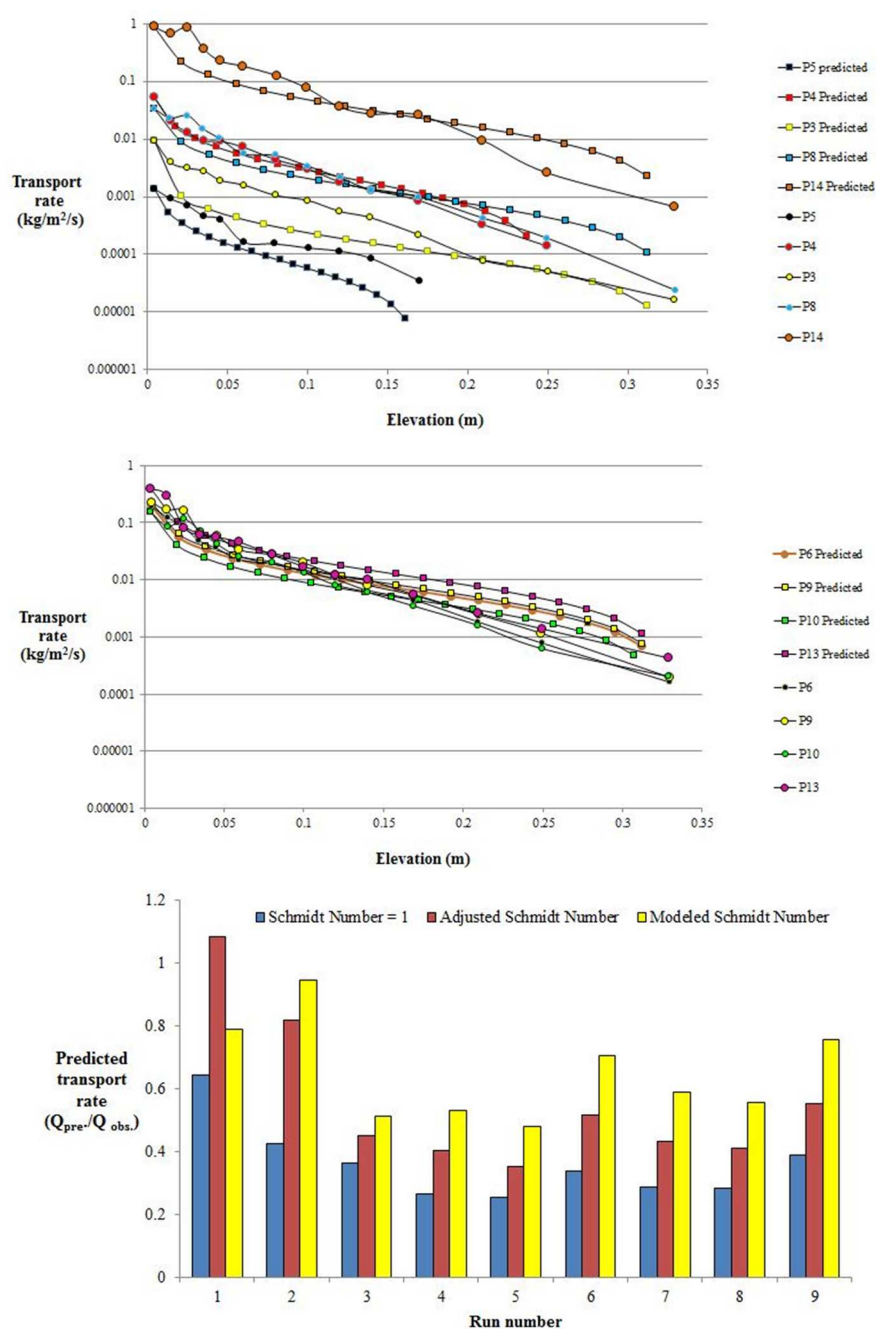 1
0.1
0.01
0.001
0.0001
0.00001
0.000001
Transport
rate
(kg/m²/s)
0 0.05 0.1 0.15 0.2 0.25 0.3 0.35
Elevation (m)
P5 predicted
P4 Predicted
P3 Predicted
P8 Predicted
P14 Predicted
P5
P4
P3
P8
P14
1
0.1
0.01
0.001
0.0001
0.00001
0.000001
Transport
rate
(kg/m²/s)
0 0.05 0.1 0.15 0.2 0.25 0.3 0.35
Elevation (m)
P6 Predicted
P9 Predicted
P10 Predicted
P13 Predicted
P6
P9
P10
P13
Schmidt Number = 1 Adjusted Schmidt Number Modeled Schmidt Number
1.2
1
0.8
0.6
0.4
0.2
0
Predicted
transport
rate
(Qpre./Q obs.)
1 2 3 4 5 6 7 8 9
Run number